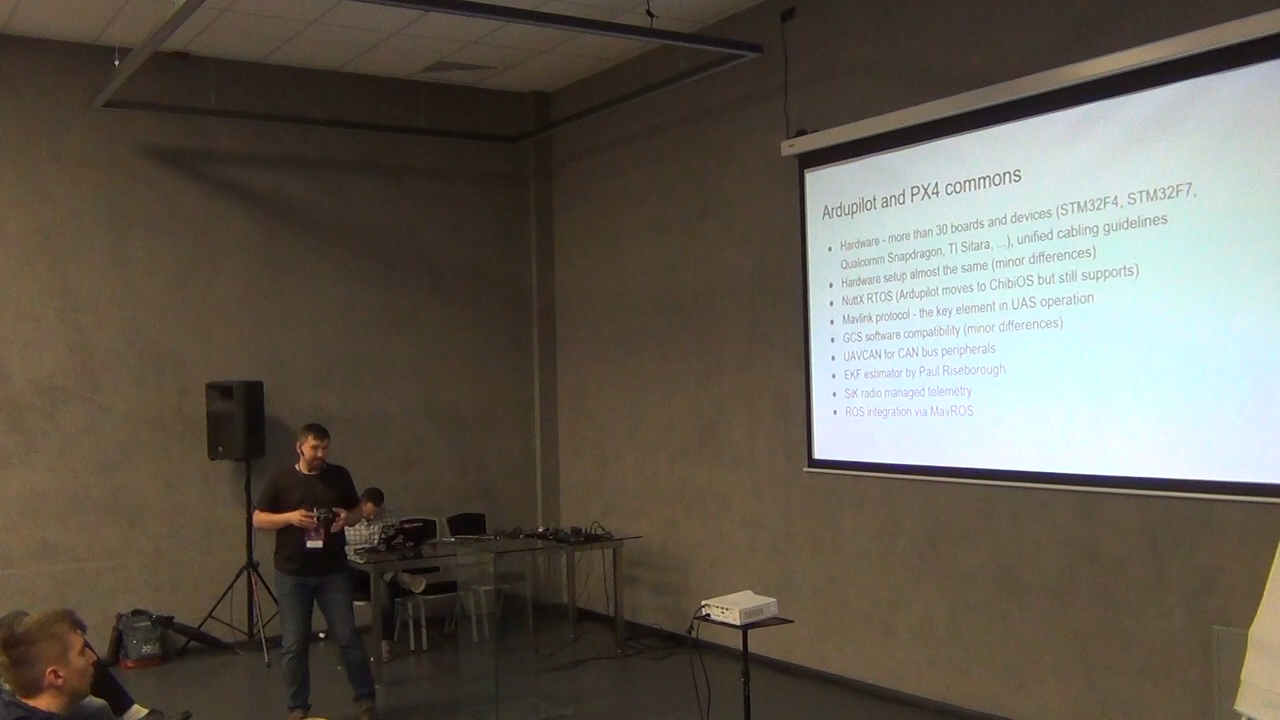 Ardupilot and PX4 commons
● Hardware - more than 30 boards and devices (STM32F4, STM32F7,
Qualcomm Snapdragon, TI Sitara, ...), unified cabling guidelines
● Hardware setup almost the same (minor differences)
● NuttX RTOS (Ardupilot moves to ChibiOS but still supports)
● Mavlink protocol - the key element in UAS operation
● GCS software compatibility (minor differences)
● UAVCAN for CAN bus peripherals
● EKF estimator by Paul Riseborough
● SiK radio managed telemetry
● ROS integration via MavROS